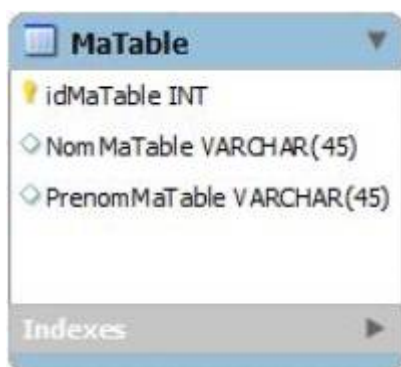 MaTable
idMaTable INT
NomMaTable VARCHAR(45)
PrenomMaTable VARCHAR(45)
Indexes